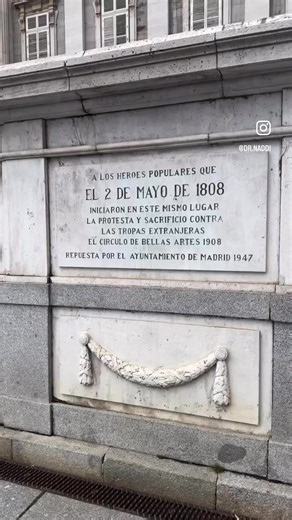 @DR.NADDI
A LOS HEROES POPULARES QUE
EL 2 DE MAYO DE 1808
INICIARON EN ESTE MISMO LUGAR
LA PROTESTA Y SACRIFICIO CONTRA
LAS TROPAS EXTRANJERAS
EL CIRCULO DE BELLAS ARTES 1908
REPUESTA POR EL AYUNTAMIENTO DE MADRID 1947